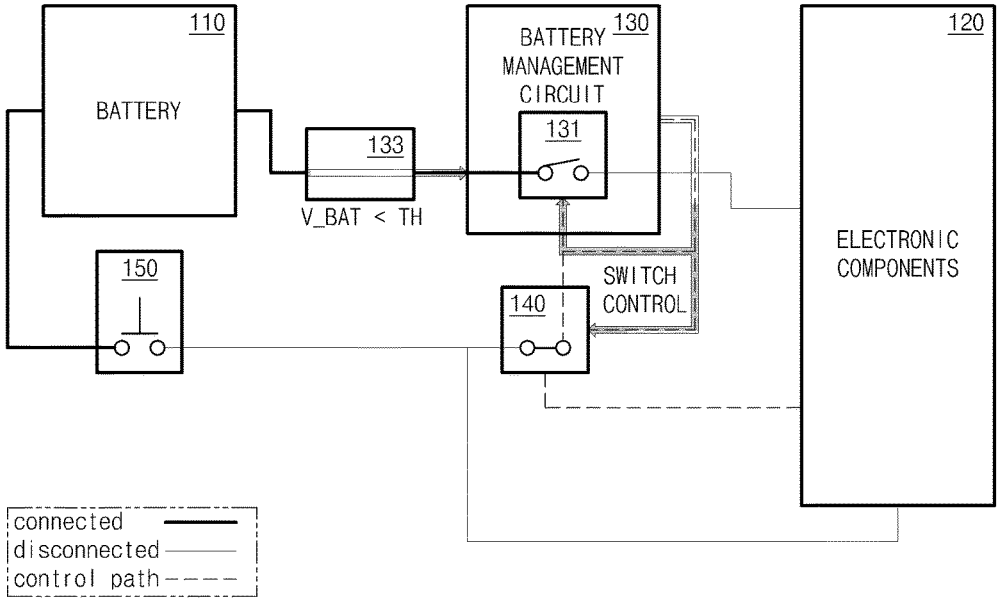 110
BATTERY
130
BATTERY
MANAGEMENT
CIRCUIT
131
120
ELECTRONIC
COMPONENTS
133
V_BAT < TH
150
140
SWITCH
CONTROL
connected
disconnected
control path